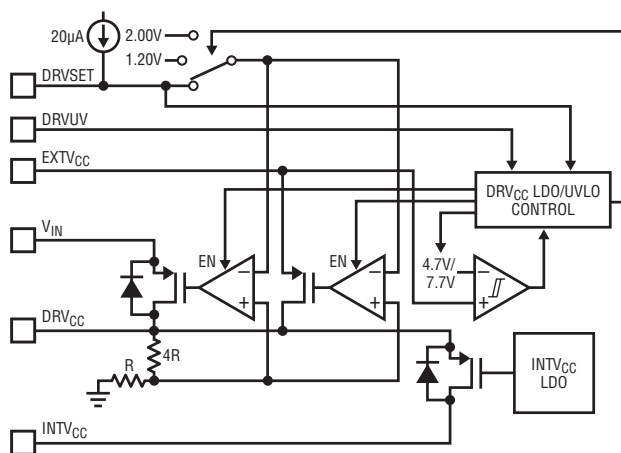 20µA
2.00V
1.20V
DRVSET
DRVUV
EXTVCC
DRVCC LDO/UVLO
CONTROL
VIN
EN
EN
4.7V/
7.7V
DRVCC
4R
R
INTVCC
LDO
INTVCC